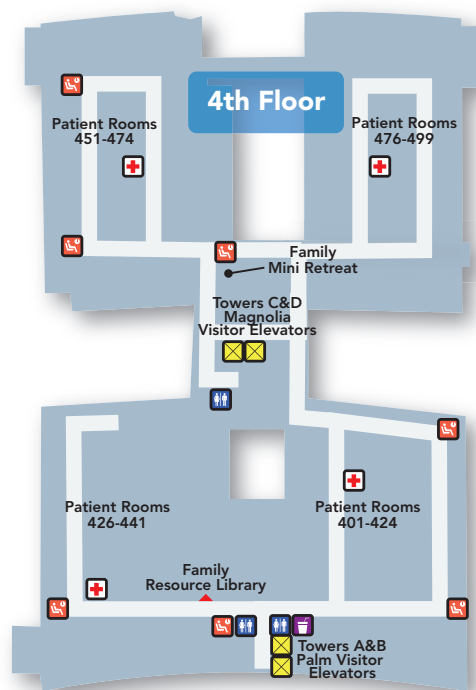 4th Floor
Patient Rooms
451-474
Patient Rooms
476-499
Family
Mini Retreat
Towers C&D
Magnolia
Visitor Elevators
Patient Rooms
426-441
Patient Rooms
401-424
Family
Resource Library
Towers A&B
Palm Visitor
Elevators